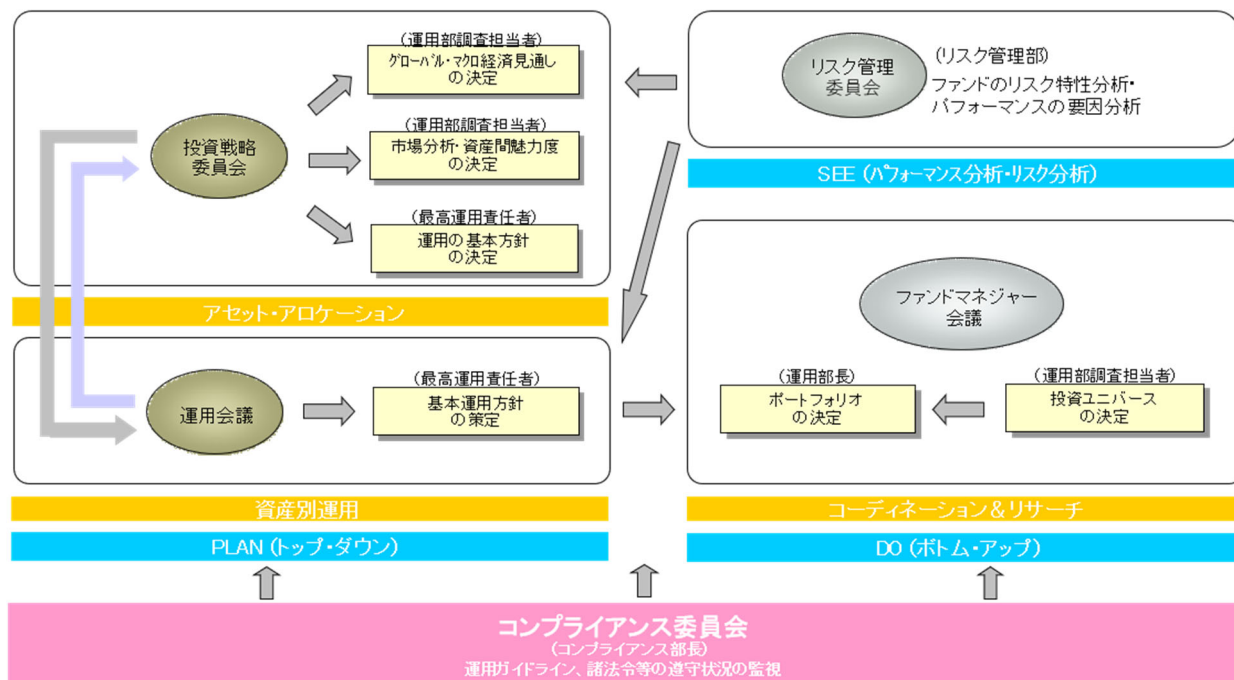 (運用部調査担当者)
グローバル・マクロ経済見通し
の決定
投資戦略
委員会
(運用部調査担当者)
市場分析・資産間魅力度
の決定
(最高運用責任者)
運用の基本方針
の決定
アセット・アロケーション
リスク管理
委員会
(リスク管理部)
ファンドのリスク特性分析・
パフォーマンスの要因分析
SEE (パフォーマンス分析・リスク分析)
運用会議
(最高運用責任者)
基本運用方針
の策定
資産別運用
PLAN (トップ・ダウン)
ファンドマネジャー
会議
(運用部長)
ポートフォリオ
の決定
(運用部調査担当者)
投資ユニバース
の決定
コーディネーション＆リサーチ
DO (ボトム・アップ)
コンプライアンス委員会
(コンプライアンス部長)
運用ガイドライン、諸法令等の遵守状況の監視